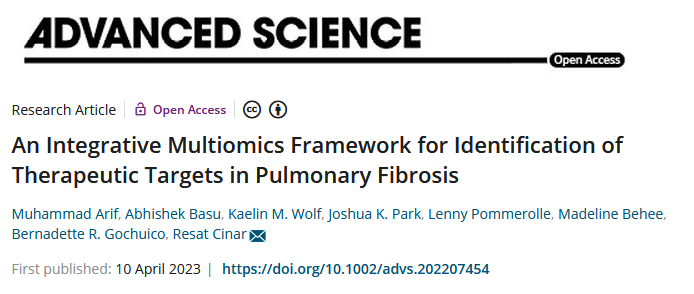 ADVANCED SCIENCE
Open Access
Research Article Open Access cc
An Integrative Multiomics Framework for Identification of
Therapeutic Targets in Pulmonary Fibrosis
Muhammad Arif, Abhishek Basu, Kaelin M. Wolf, Joshua K. Park, Lenny Pommerolle, Madeline Behee,
Bernadette R. Gochuico, Resat Cinar
First published: 10 April 2023 | https://doi.org/10.1002/advs.202207454